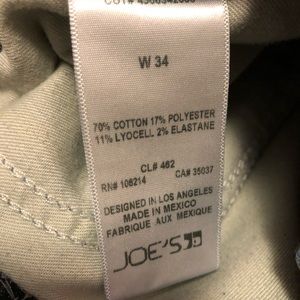 W 34
70% COTTON 17% POLYESTER
11% LYOCELL 2% ELASTANE
CL# 462
RN# 106214 CA# 35037
DESIGNED IN LOS ANGELES
MADE IN MEXICO
FABRIQUE AUX MEXIQUE
JOE'S